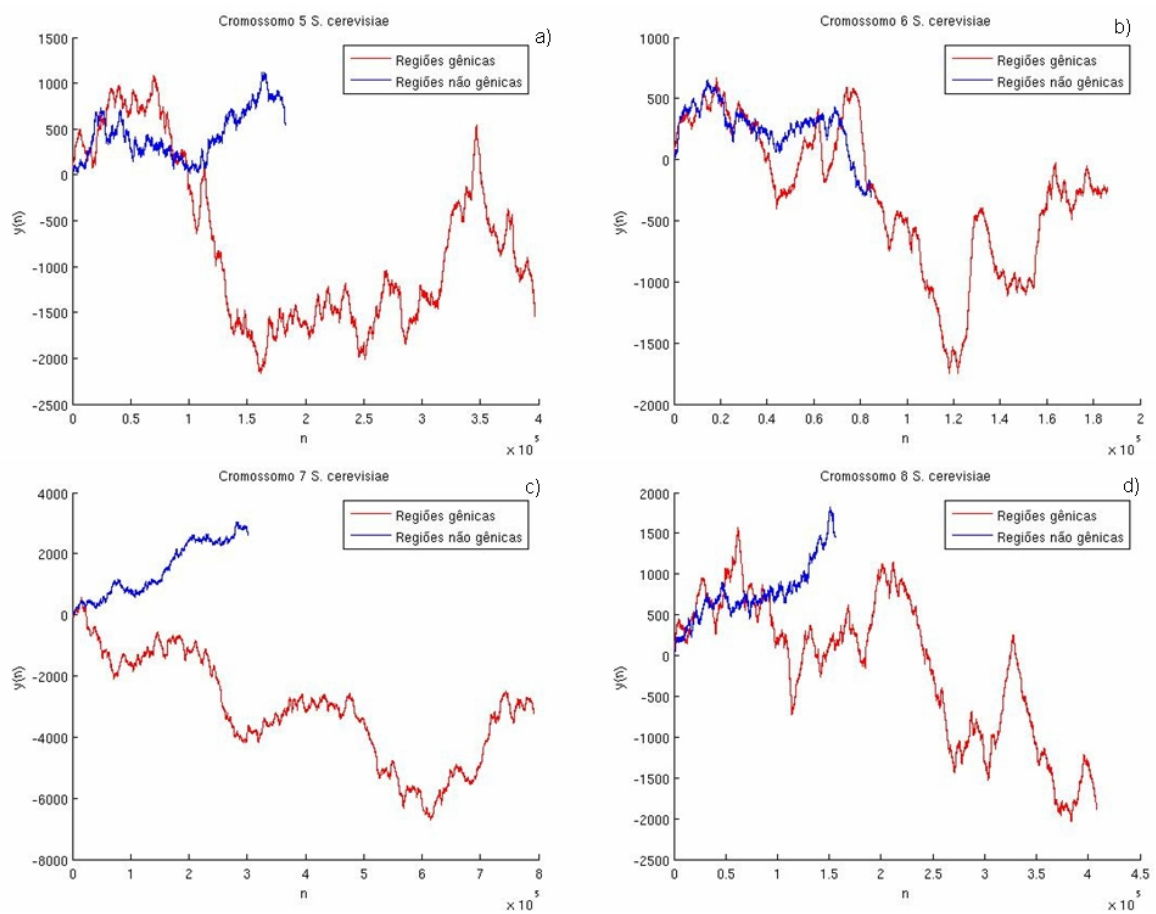 Cromossomo 5 S. cerevisiae
a)
Regiões gênicas
Regiões não gênicas
1500
1000
500
0
-500
-1000
-1500
-2000
-2500
y(n)
0 0.5 1 1.5 2 2.5 3 3.5 4
n
× 10^5
Cromossomo 6 S. cerevisiae
b)
Regiões gênicas
Regiões não gênicas
1000
500
0
-500
-1000
-1500
-2000
y(n)
0 0.2 0.4 0.6 0.8 1 1.2 1.4 1.6 1.8 2
n
× 10^5
Cromossomo 7 S. cerevisiae
c)
Regiões gênicas
Regiões não gênicas
4000
2000
0
-2000
-4000
-6000
-8000
y(n)
0 1 2 3 4 5 6 7 8
n
× 10^5
Cromossomo 8 S. cerevisiae
d)
Regiões gênicas
Regiões não gênicas
2000
1500
1000
500
0
-500
-1000
-1500
-2000
-2500
y(n)
0 0.5 1 1.5 2 2.5 3 3.5 4 4.5
n
× 10^5